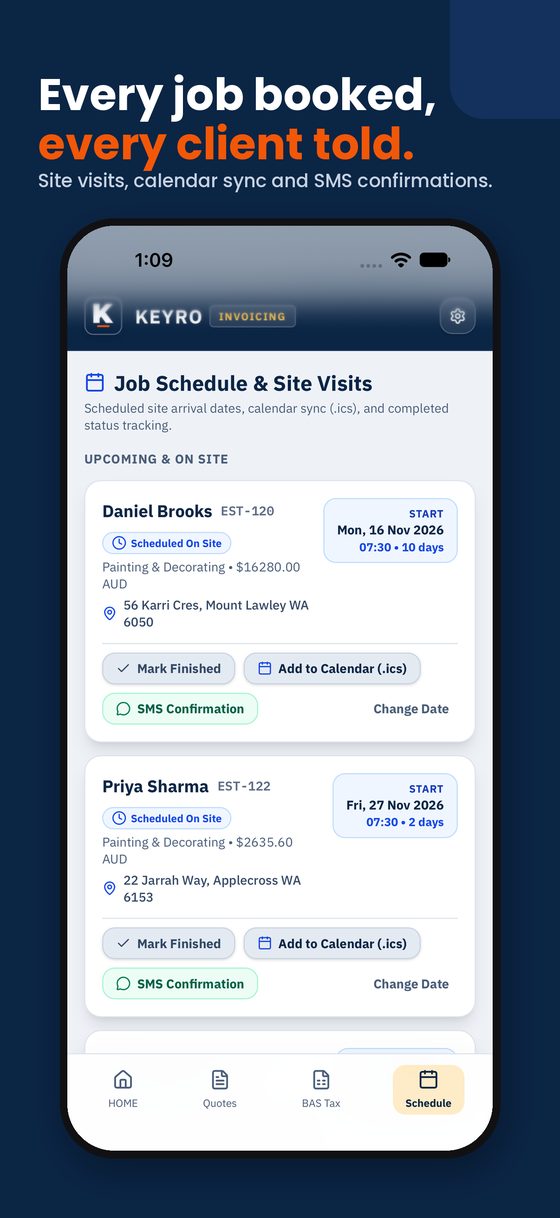 Every job booked,
every client told.
Site visits, calendar sync and SMS confirmations.
1:09
K KEYRO INVOICING
Job Schedule & Site Visits
Scheduled site arrival dates, calendar sync (.ics), and completed
status tracking.
UPCOMING & ON SITE
Daniel Brooks EST-120
START
Mon, 16 Nov 2026
07:30 • 10 days
Scheduled On Site
Painting & Decorating • $16280.00
AUD
56 Karri Cres, Mount Lawley WA
6050
Mark Finished
Add to Calendar (.ics)
SMS Confirmation
Change Date
Priya Sharma EST-122
START
Fri, 27 Nov 2026
07:30 • 2 days
Scheduled On Site
Painting & Decorating • $2635.60
AUD
22 Jarrah Way, Applecross WA
6153
Mark Finished
Add to Calendar (.ics)
SMS Confirmation
Change Date
HOME
Quotes
BAS Tax
Schedule